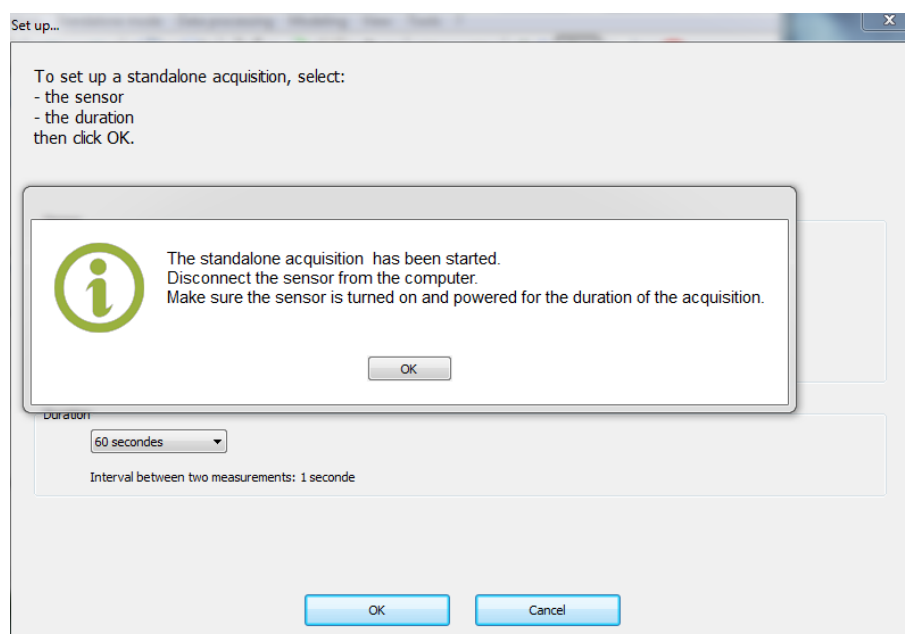 Set up...
To set up a standalone acquisition, select:
- the sensor
- the duration
then click OK.
The standalone acquisition  has been started.
Disconnect the sensor from the computer.
Make sure the sensor is turned on and powered for the duration of the acquisition.
OK
Duration
60 secondes
Interval between two measurements: 1 seconde
OK
Cancel